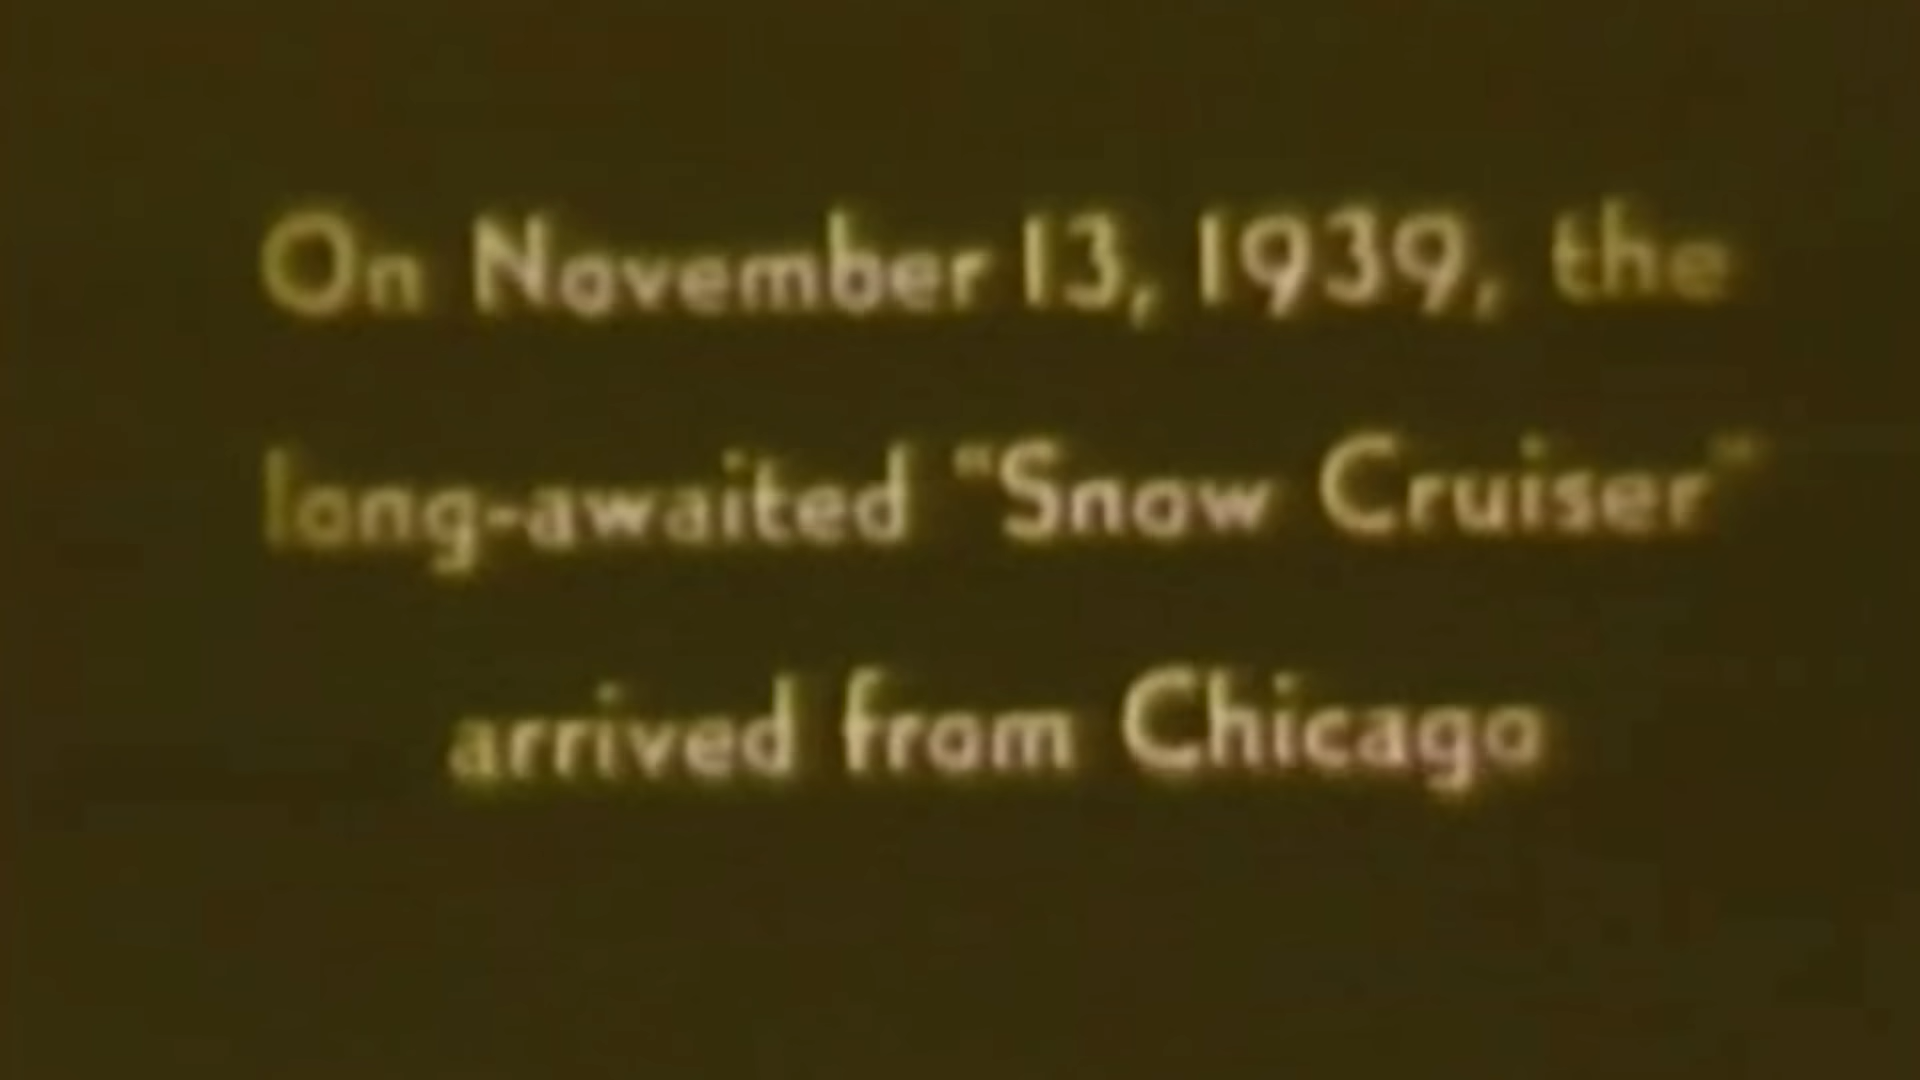 On November 13, 1939, the
long-awaited "Snow Cruiser"
arrived from Chicago